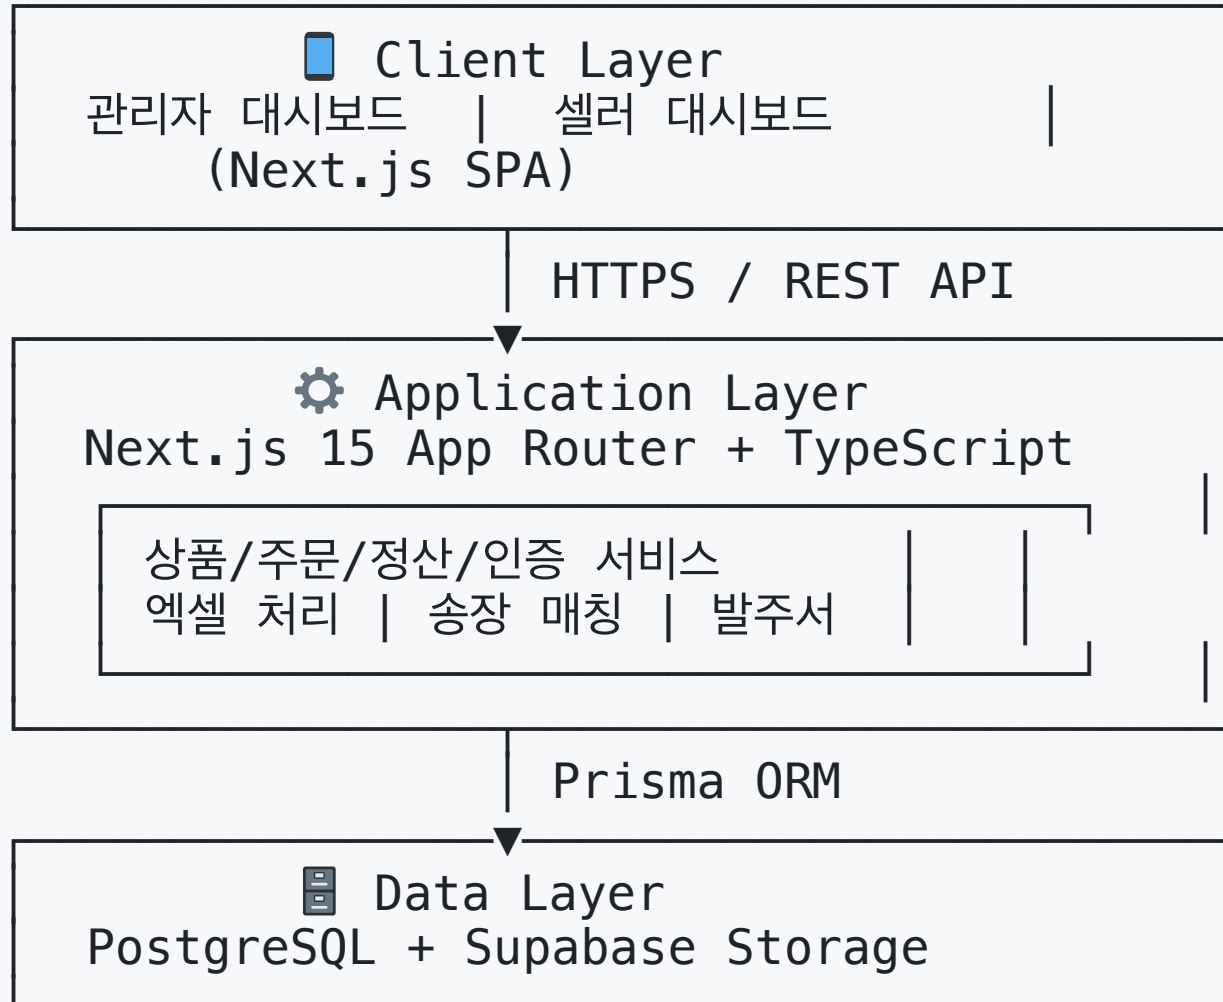 📱 Client Layer
관리자 대시보드 | 셀러 대시보드 |
(Next.js SPA)
HTTPS / REST API
▼
⚙️ Application Layer
Next.js 15 App Router + TypeScript
상품/주문/정산/인증 서비스
엑셀 처리 | 송장 매칭 | 발주서
Prisma ORM
▼
🗄️ Data Layer
PostgreSQL + Supabase Storage